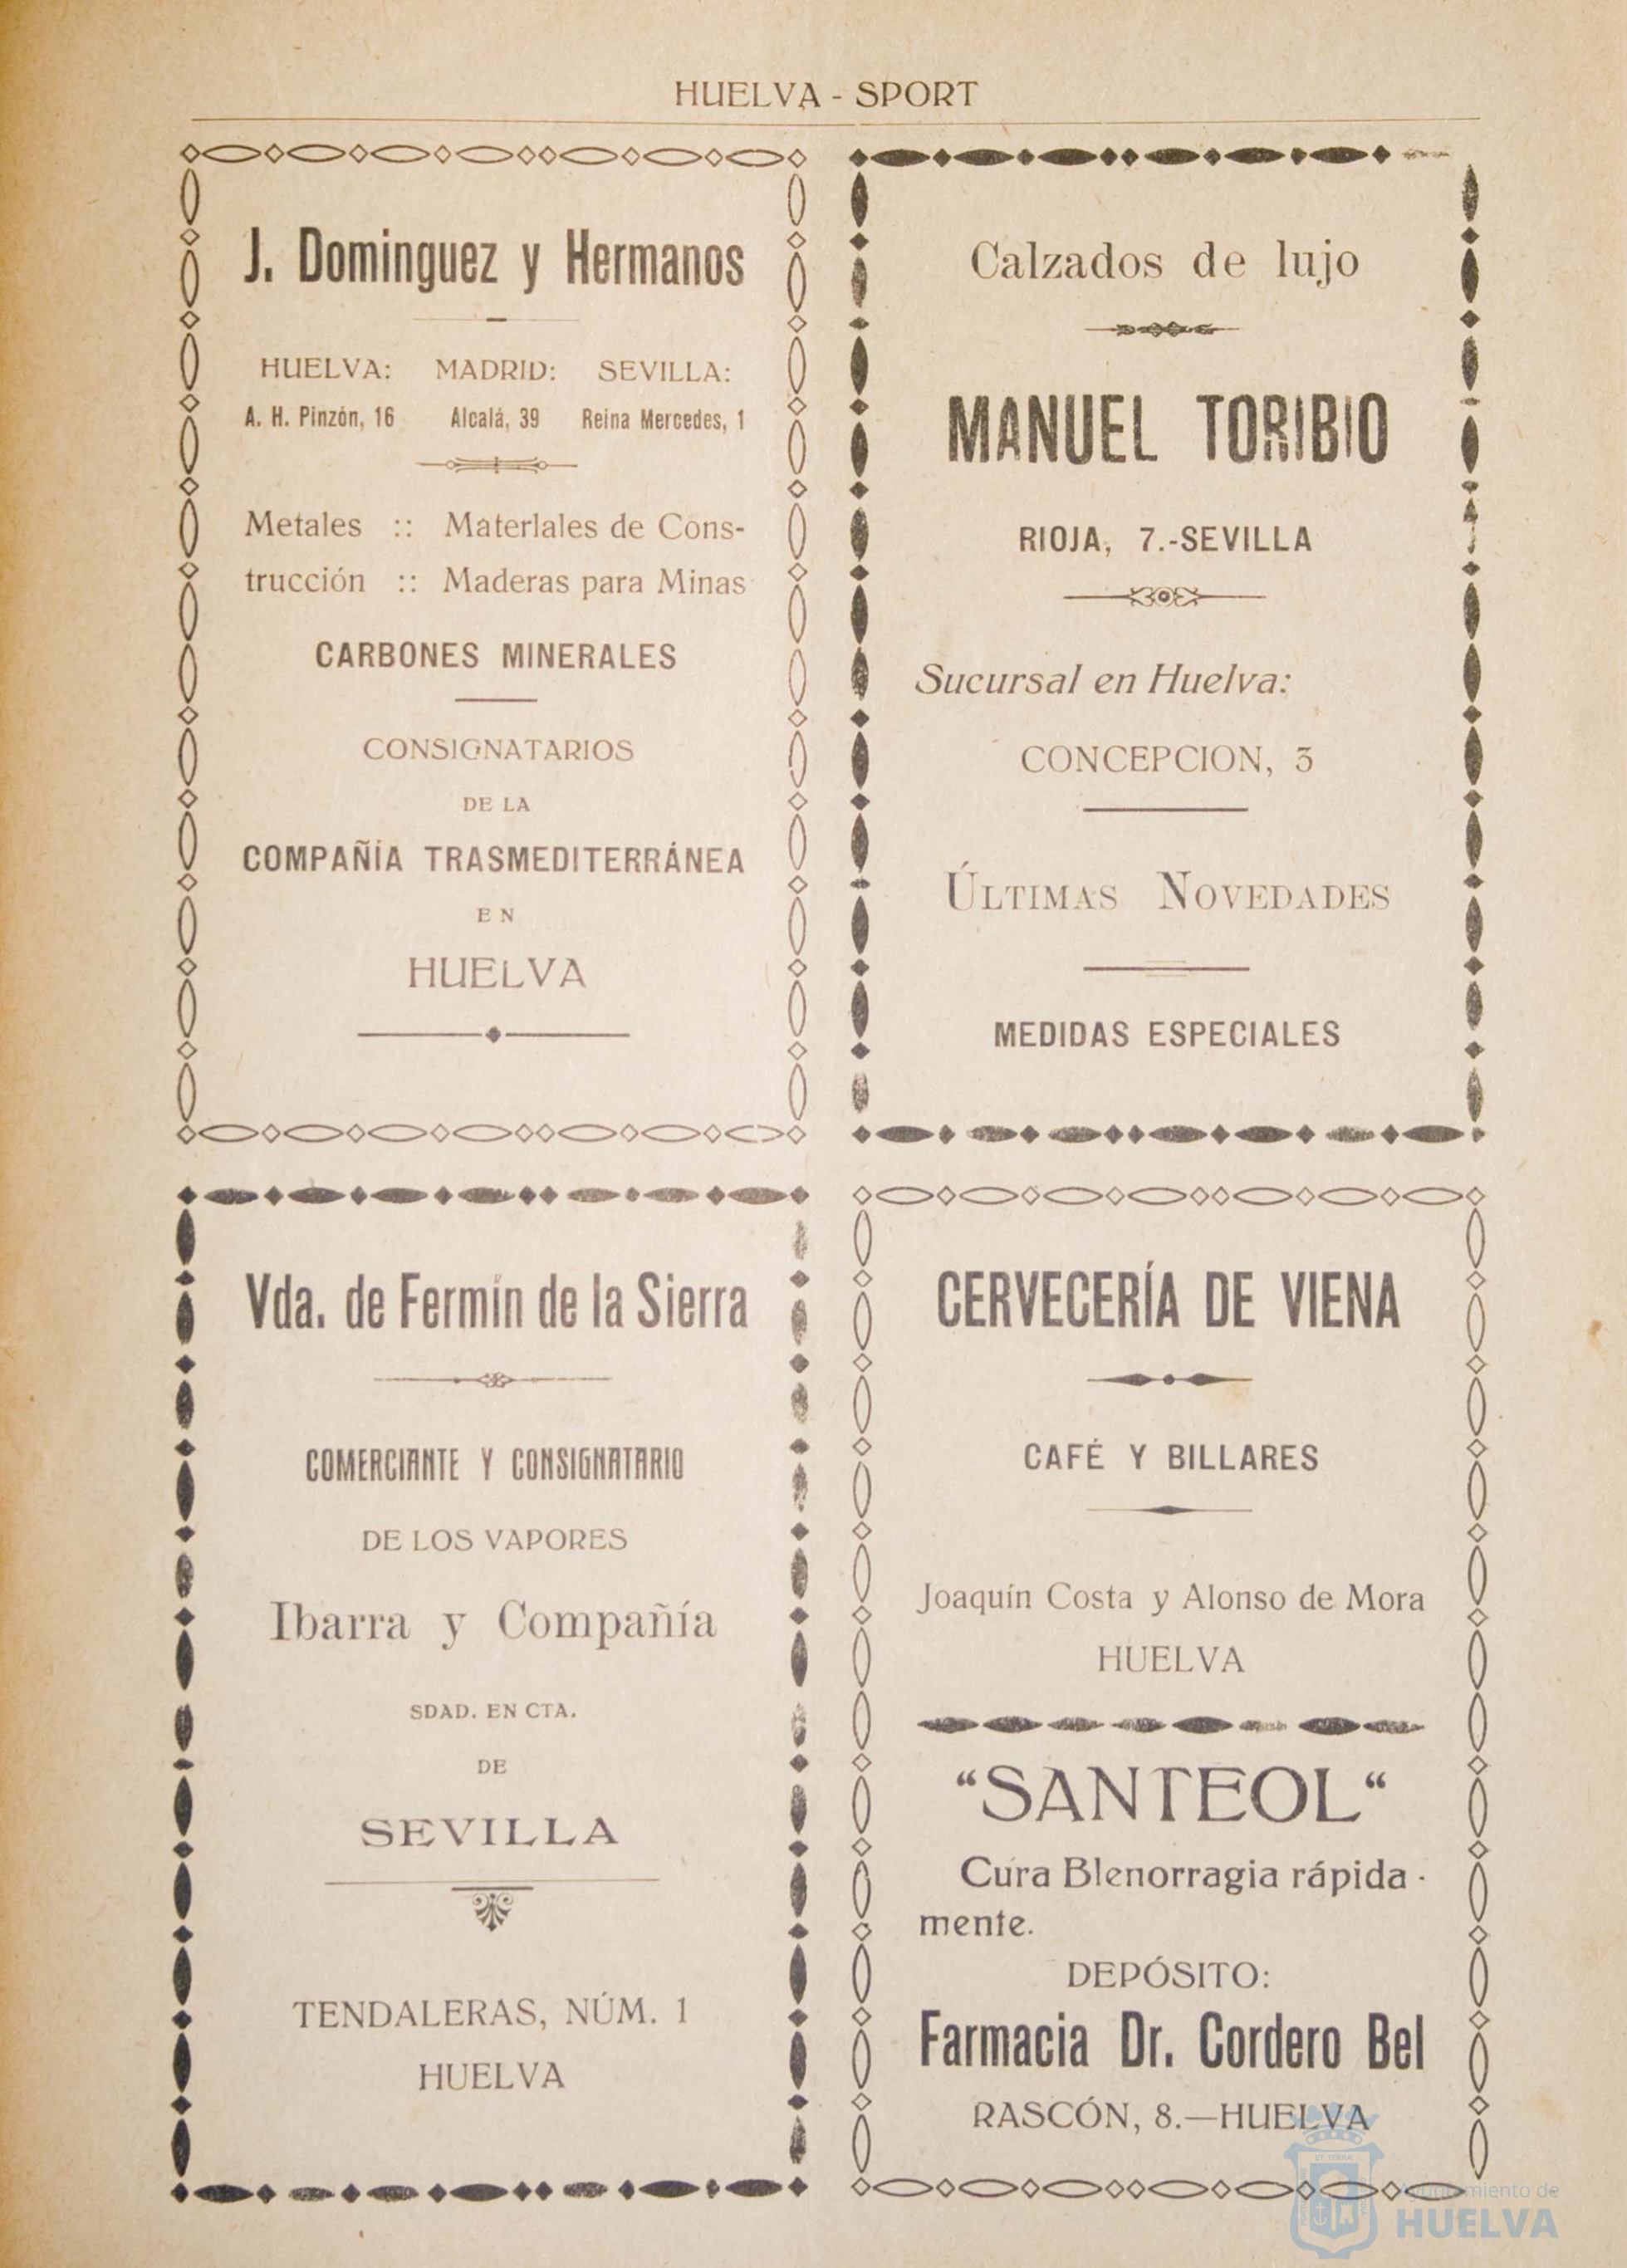 HUELVA - SPORT
J. Dominguez y Hermanos
HUELVA: MADRID: SEVILLA:
A. H. Pinzón, 16 Alcalá, 39 Reina Mercedes, 1
Metales :: Materlales de Cons-
trucción :: Maderas para Minas
CARBONES MINERALES
CONSIGNATARIOS
DE LA
COMPAÑÍA TRASMEDITERRÁNEA
EN
HUELVA
Calzados de lujo
MANUEL TORIBIO
RIOJA, 7.-SEVILLA
Sucursal en Huelva:
CONCEPCION, 3
ÚLTIMAS NOVEDADES
MEDIDAS ESPECIALES
Vda. de Fermín de la Sierra
COMERCIANTE Y CONSIGNATARIO
DE LOS VAPORES
Ibarra y Compañía
SDAD. EN CTA.
DE
SEVILLA
TENDALERAS, NÚM. 1
HUELVA
CERVECERÍA DE VIENA
CAFÉ Y BILLARES
Joaquín Costa y Alonso de Mora
HUELVA
“SANTEOL“
Cura Blenorragia rápida-
mente.
DEPÓSITO:
Farmacia Dr. Cordero Bel
RASCÓN, 8.—HUELVA
Ayuntamiento de
HUELVA